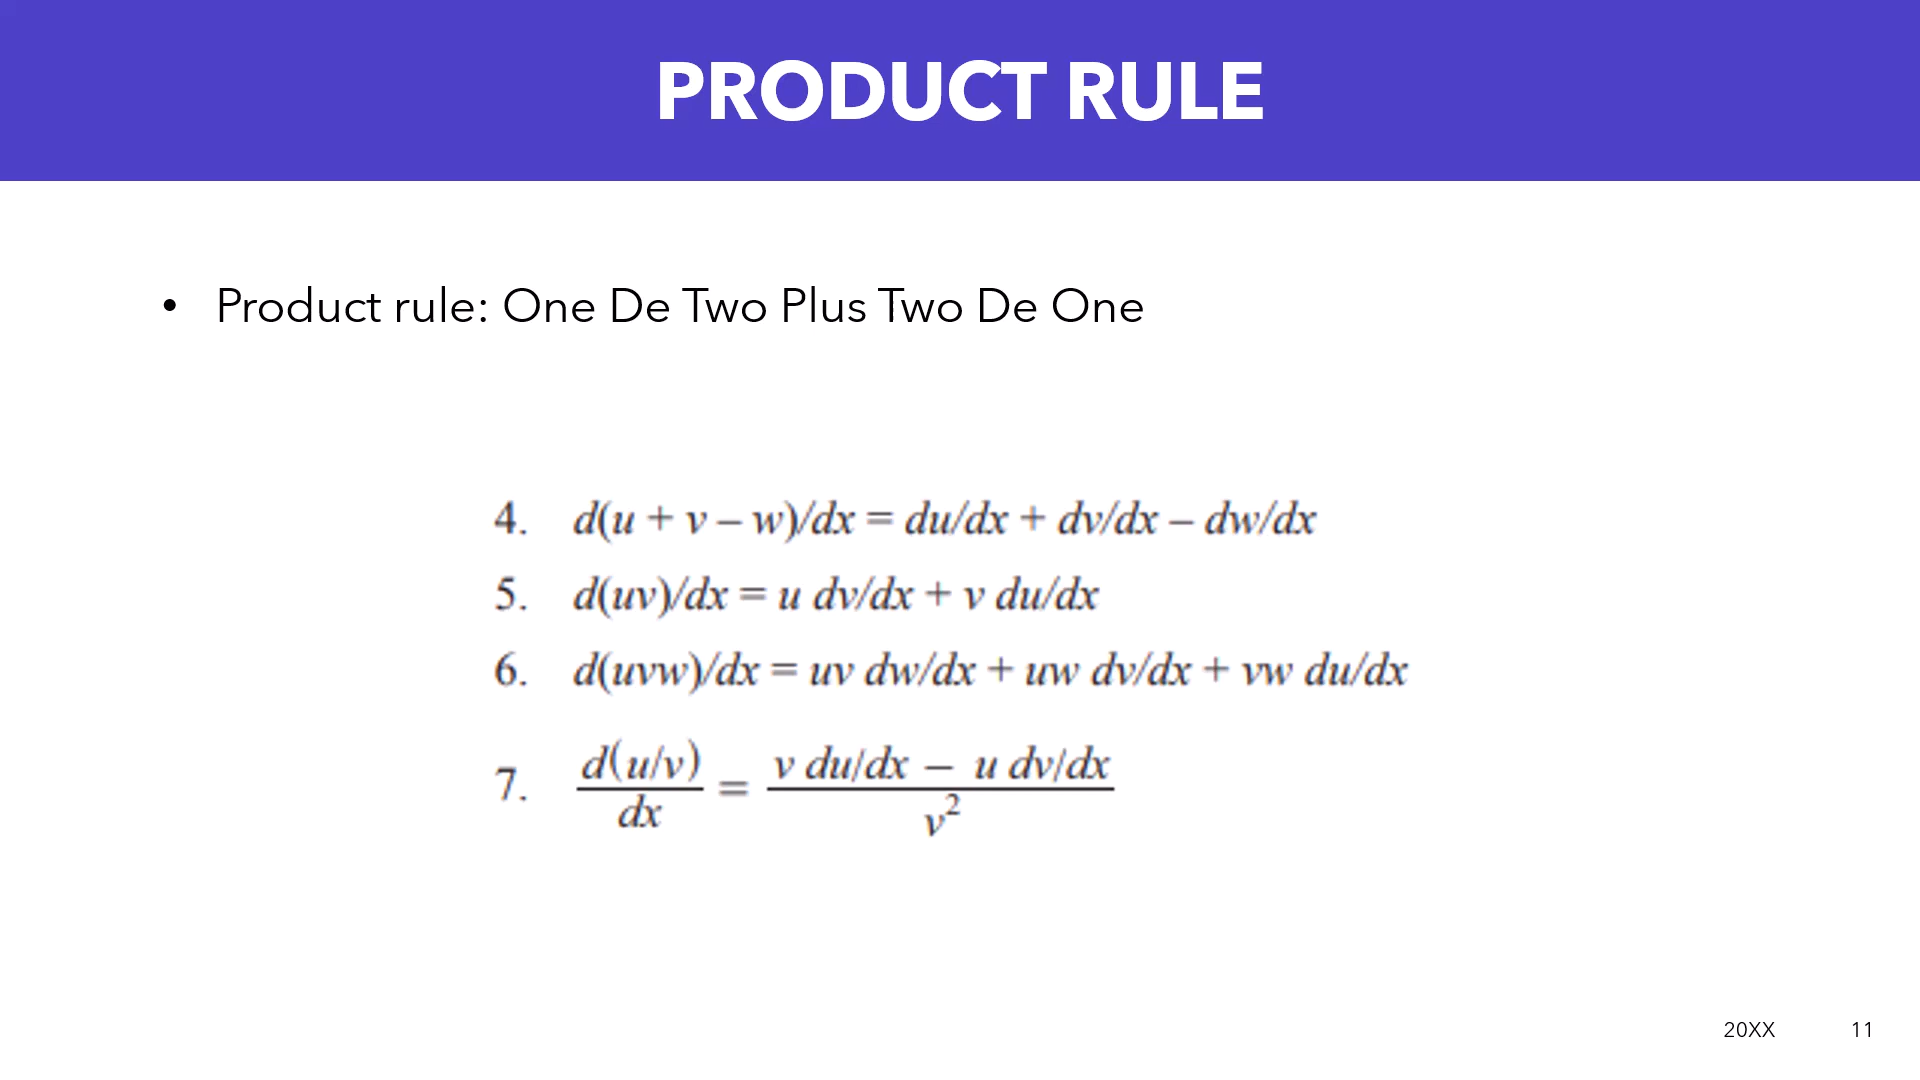 PRODUCT RULE
• Product rule: One De Two Plus Two De One
4. d(u + v – w)/dx = du/dx + dv/dx – dw/dx
5. d(uv)/dx = u dv/dx + v du/dx
6. d(uvw)/dx = uv dw/dx + uw dv/dx + vw du/dx
7. d(u/v)/dx = (v du/dx – u dv/dx)/v²
20XX 11